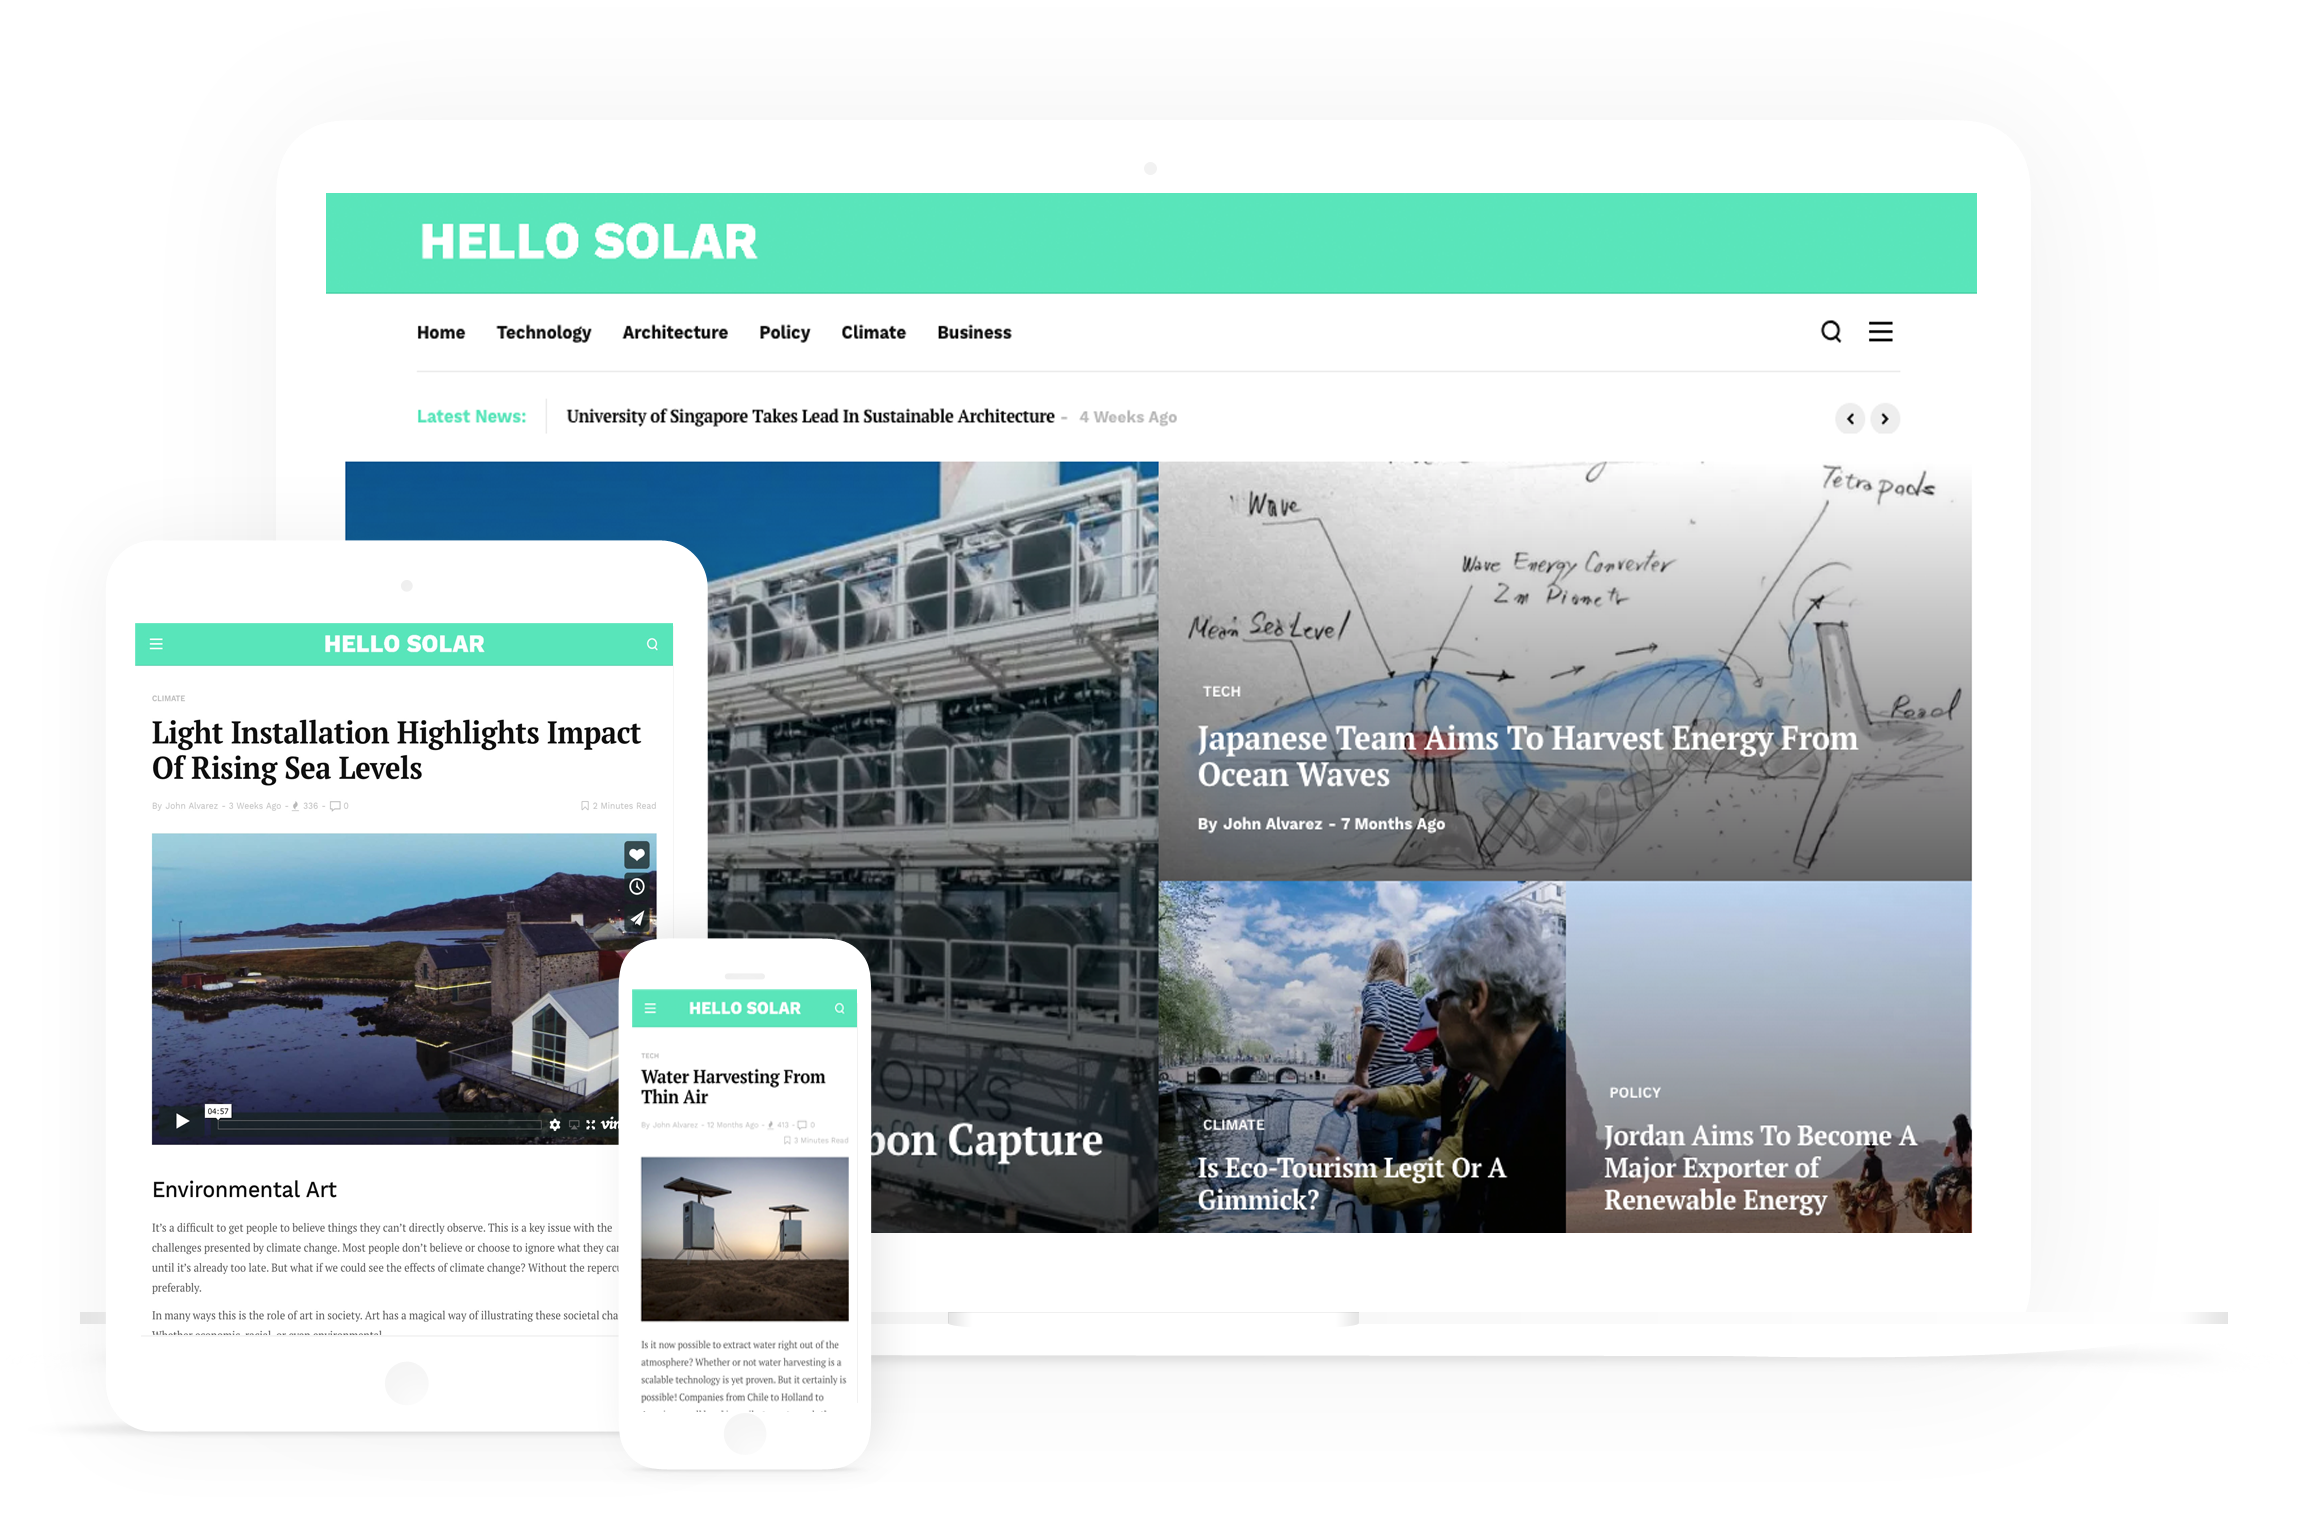 HELLO SOLAR
Home Technology Architecture Policy Climate Business
Latest News: University of Singapore Takes Lead In Sustainable Architecture - 4 Weeks Ago
Tetrapods
Wave
Wave Energy Converter
2m Diametr
Mean Sea Level
Road
TECH
Japanese Team Aims To Harvest Energy From
Ocean Waves
By John Alvarez - 7 Months Ago
ORKS
bon Capture
CLIMATE
Is Eco-Tourism Legit Or A
Gimmick?
POLICY
Jordan Aims To Become A
Major Exporter of
Renewable Energy
HELLO SOLAR
CLIMATE
Light Installation Highlights Impact
Of Rising Sea Levels
By John Alvarez - 3 Weeks Ago - 336 - 0
2 Minutes Read
04:57
Environmental Art
It's a difficult to get people to believe things they can't directly observe. This is a key issue with the
challenges presented by climate change. Most people don't believe or choose to ignore what they
until it's already too late. But what if we could see the effects of climate change? Without the
preferably.
In many ways this is the role of art in society. Art has a magical way of illustrating these societal
Whether economic, racial, or even environmental
HELLO SOLAR
TECH
Water Harvesting From
Thin Air
By John Alvarez - 12 Months Ago - 413 - 0
3 Minutes Read
Is it now possible to extract water right out of the
atmosphere? Whether or not water harvesting is a
scalable technology is yet proven. But it certainly is
possible! Companies from Chile to Holland to